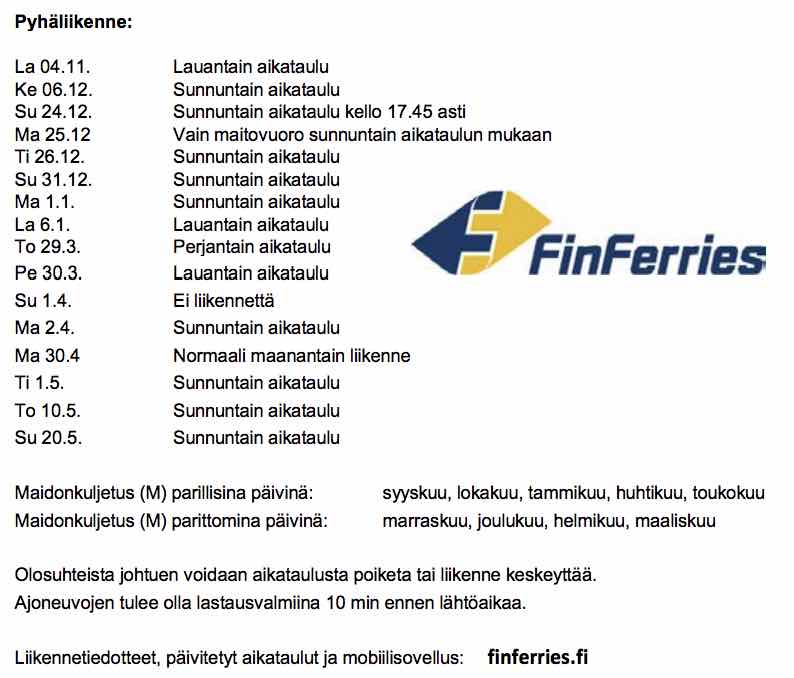 Pyhäliikenne:
La 04.11. Lauantain aikataulu
Ke 06.12. Sunnuntain aikataulu
Su 24.12. Sunnuntain aikataulu kello 17.45 asti
Ma 25.12 Vain maitovuoro sunnuntain aikataulun mukaan
Ti 26.12. Sunnuntain aikataulu
Su 31.12. Sunnuntain aikataulu
Ma 1.1. Sunnuntain aikataulu
La 6.1. Lauantain aikataulu
To 29.3. Perjantain aikataulu
Pe 30.3. Lauantain aikataulu
FinFerries
Su 1.4. Ei liikennettä
Ma 2.4. Sunnuntain aikataulu
Ma 30.4 Normaali maanantain liikenne
Ti 1.5. Sunnuntain aikataulu
To 10.5. Sunnuntain aikataulu
Su 20.5. Sunnuntain aikataulu
Maidonkuljetus (M) parillisina päivinä: syyskuu, lokakuu, tammikuu, huhtikuu, toukokuu
Maidonkuljetus (M) parittomina päivinä: marraskuu, joulukuu, helmikuu, maaliskuu
Olosuhteista johtuen voidaan aikataulusta poiketa tai liikenne keskeyttää.
Ajoneuvojen tulee olla lastausvalmiina 10 min ennen lähtöaikaa.
Liikennetiedotteet, päivitetyt aikataulut ja mobiilisovellus: finferries.fi